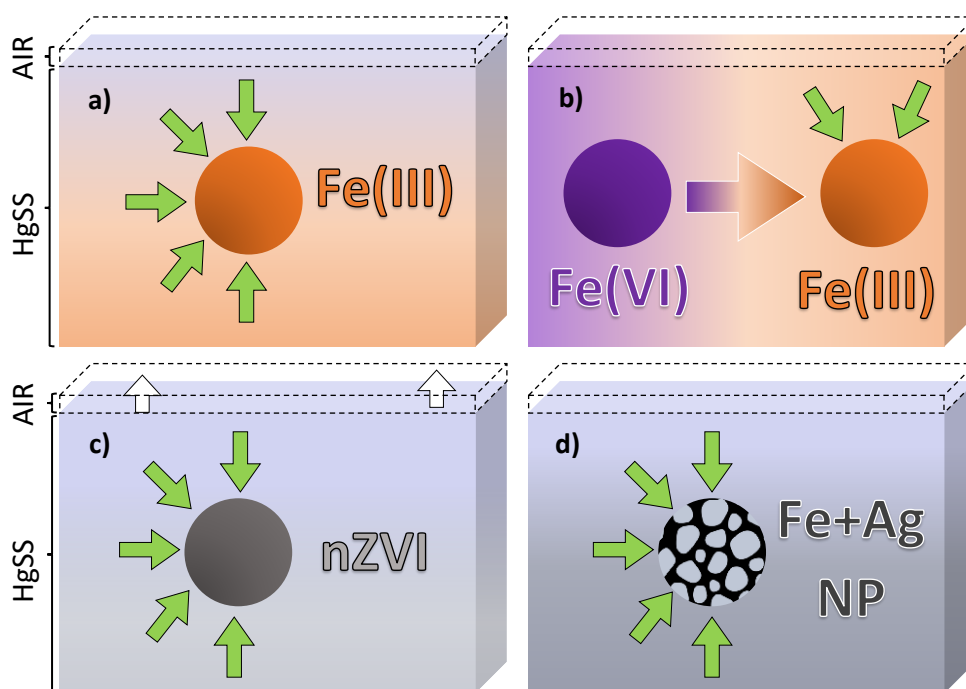 AIR
HgSS
a)
Fe(III)
b)
Fe(VI)
Fe(III)
AIR
HgSS
c)
nZVI
d)
Fe+Ag
NP